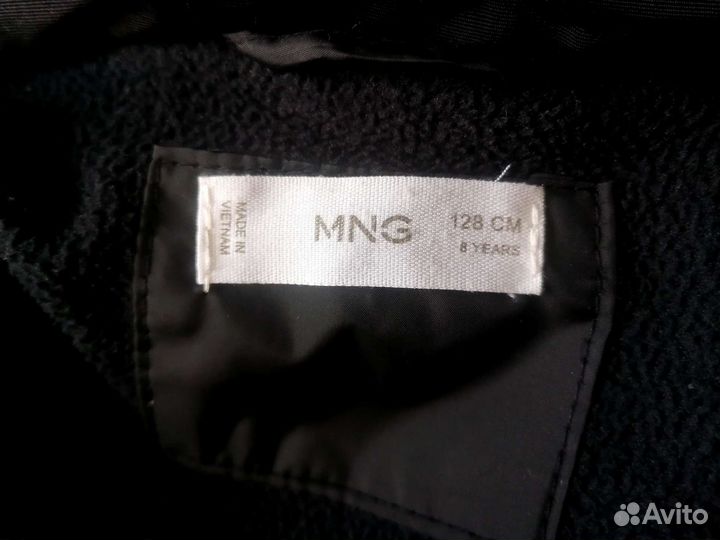 MADE IN
VIETNAM
MNG
128 CM
8 YEARS
Avito